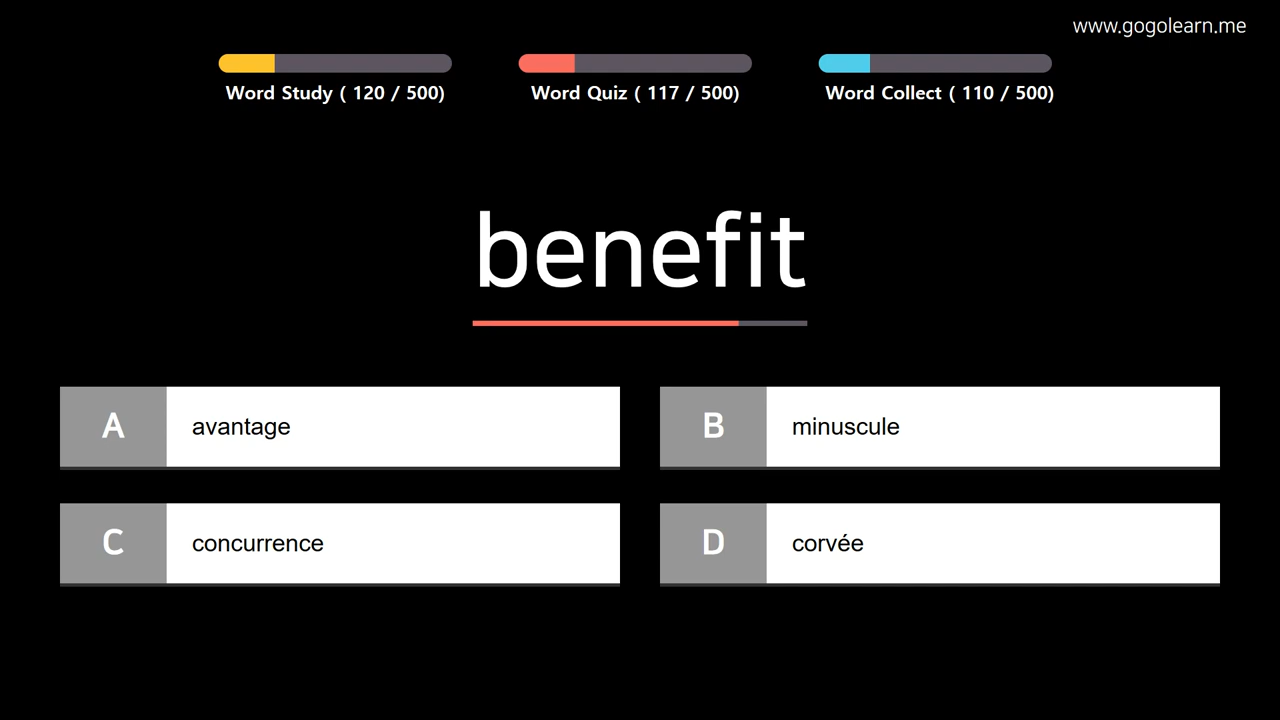 www.gogolearn.me
Word Study ( 120 / 500)
Word Quiz ( 117 / 500)
Word Collect ( 110 / 500)
benefit
A avantage
B minuscule
C concurrence
D corvée